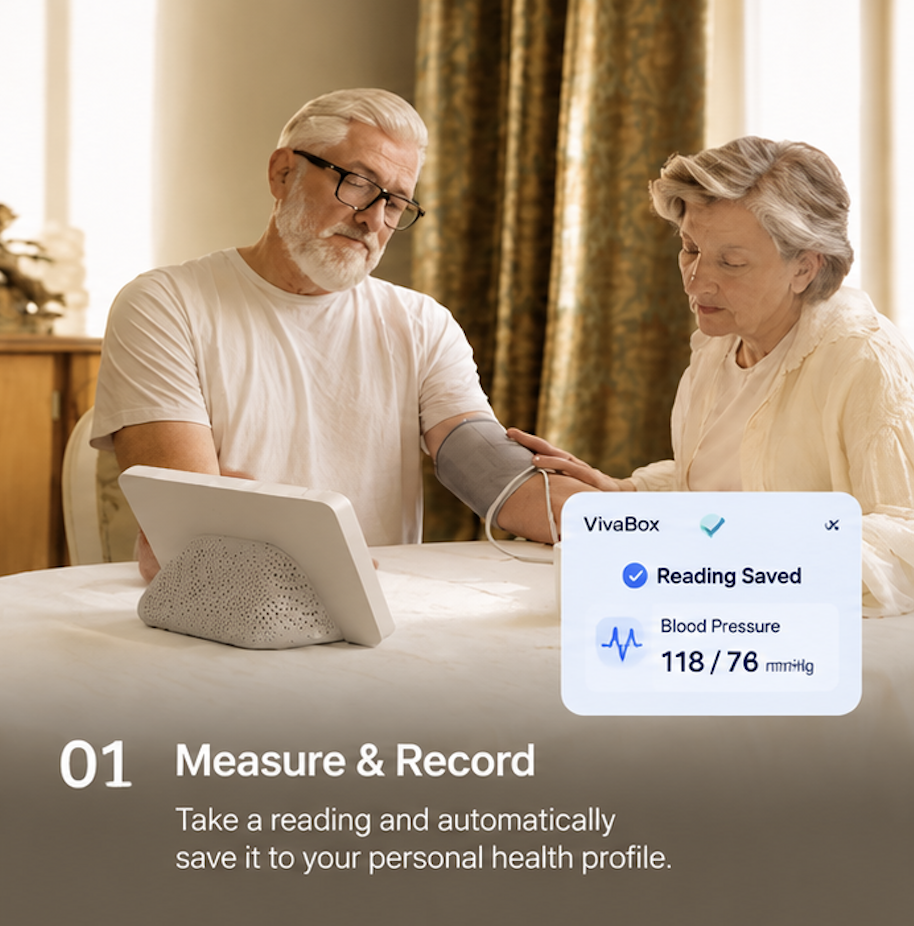 VivaBox
Reading Saved
Blood Pressure
118 / 76
01
Measure & Record
Take a reading and automatically
save it to your personal health profile.